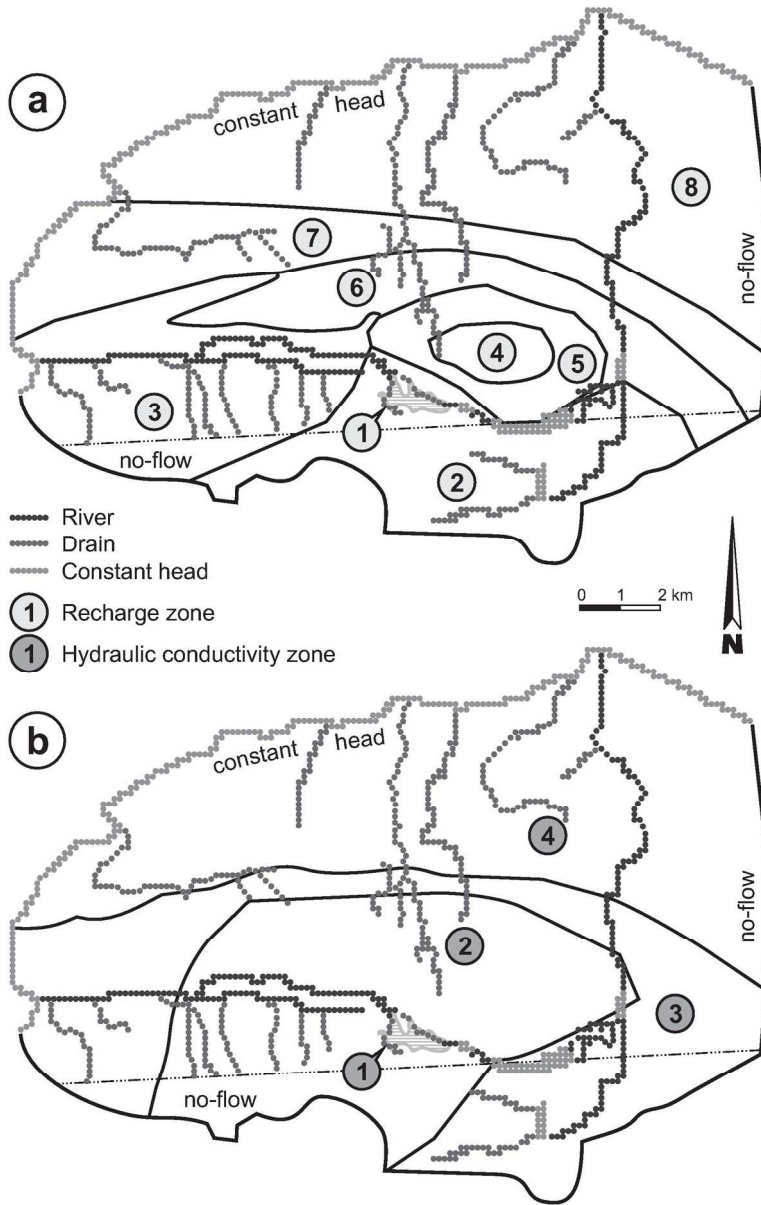 a
constant head
8
7
no-flow
6
4
5
3
1
no-flow
2
River
Drain
Constant head
1 Recharge zone
1 Hydraulic conductivity zone
0 1 2 km
N
b
constant head
4
no-flow
2
3
1
no-flow